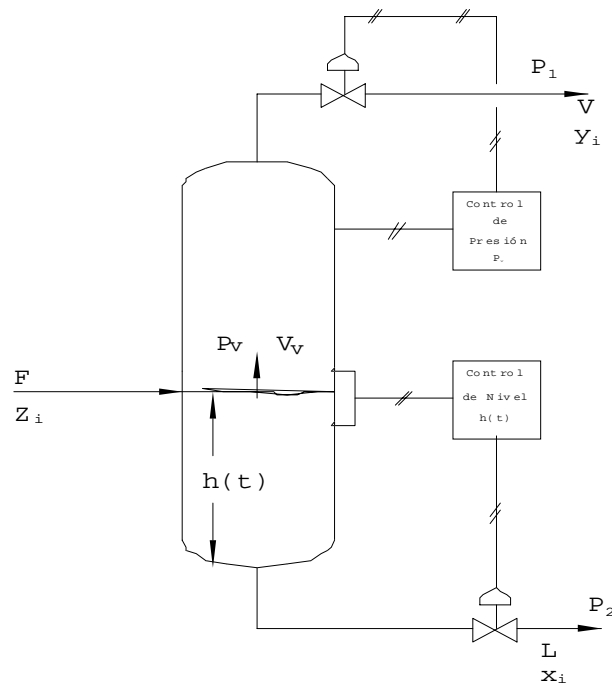 P1
V
yi
Control
de
Presión
P.
Pv Vv
F
Zi
Control
de Nivel
h(t)
h(t)
P2
L
xi